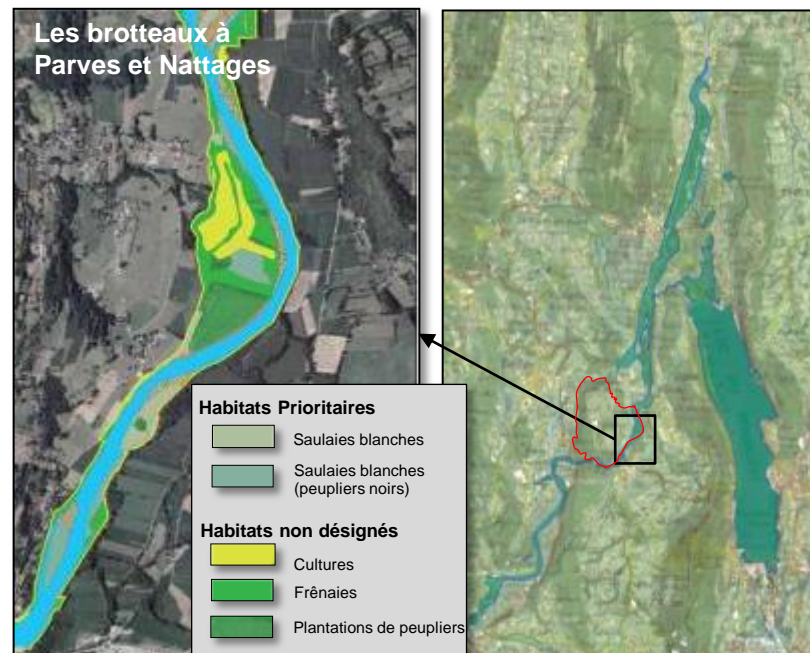 Les brotteaux à
Parves et Nattages
Habitats Prioritaires
Saulaies blanches
Saulaies blanches
(peupliers noirs)
Habitats non désignés
Cultures
Frênaies
Plantations de peupliers